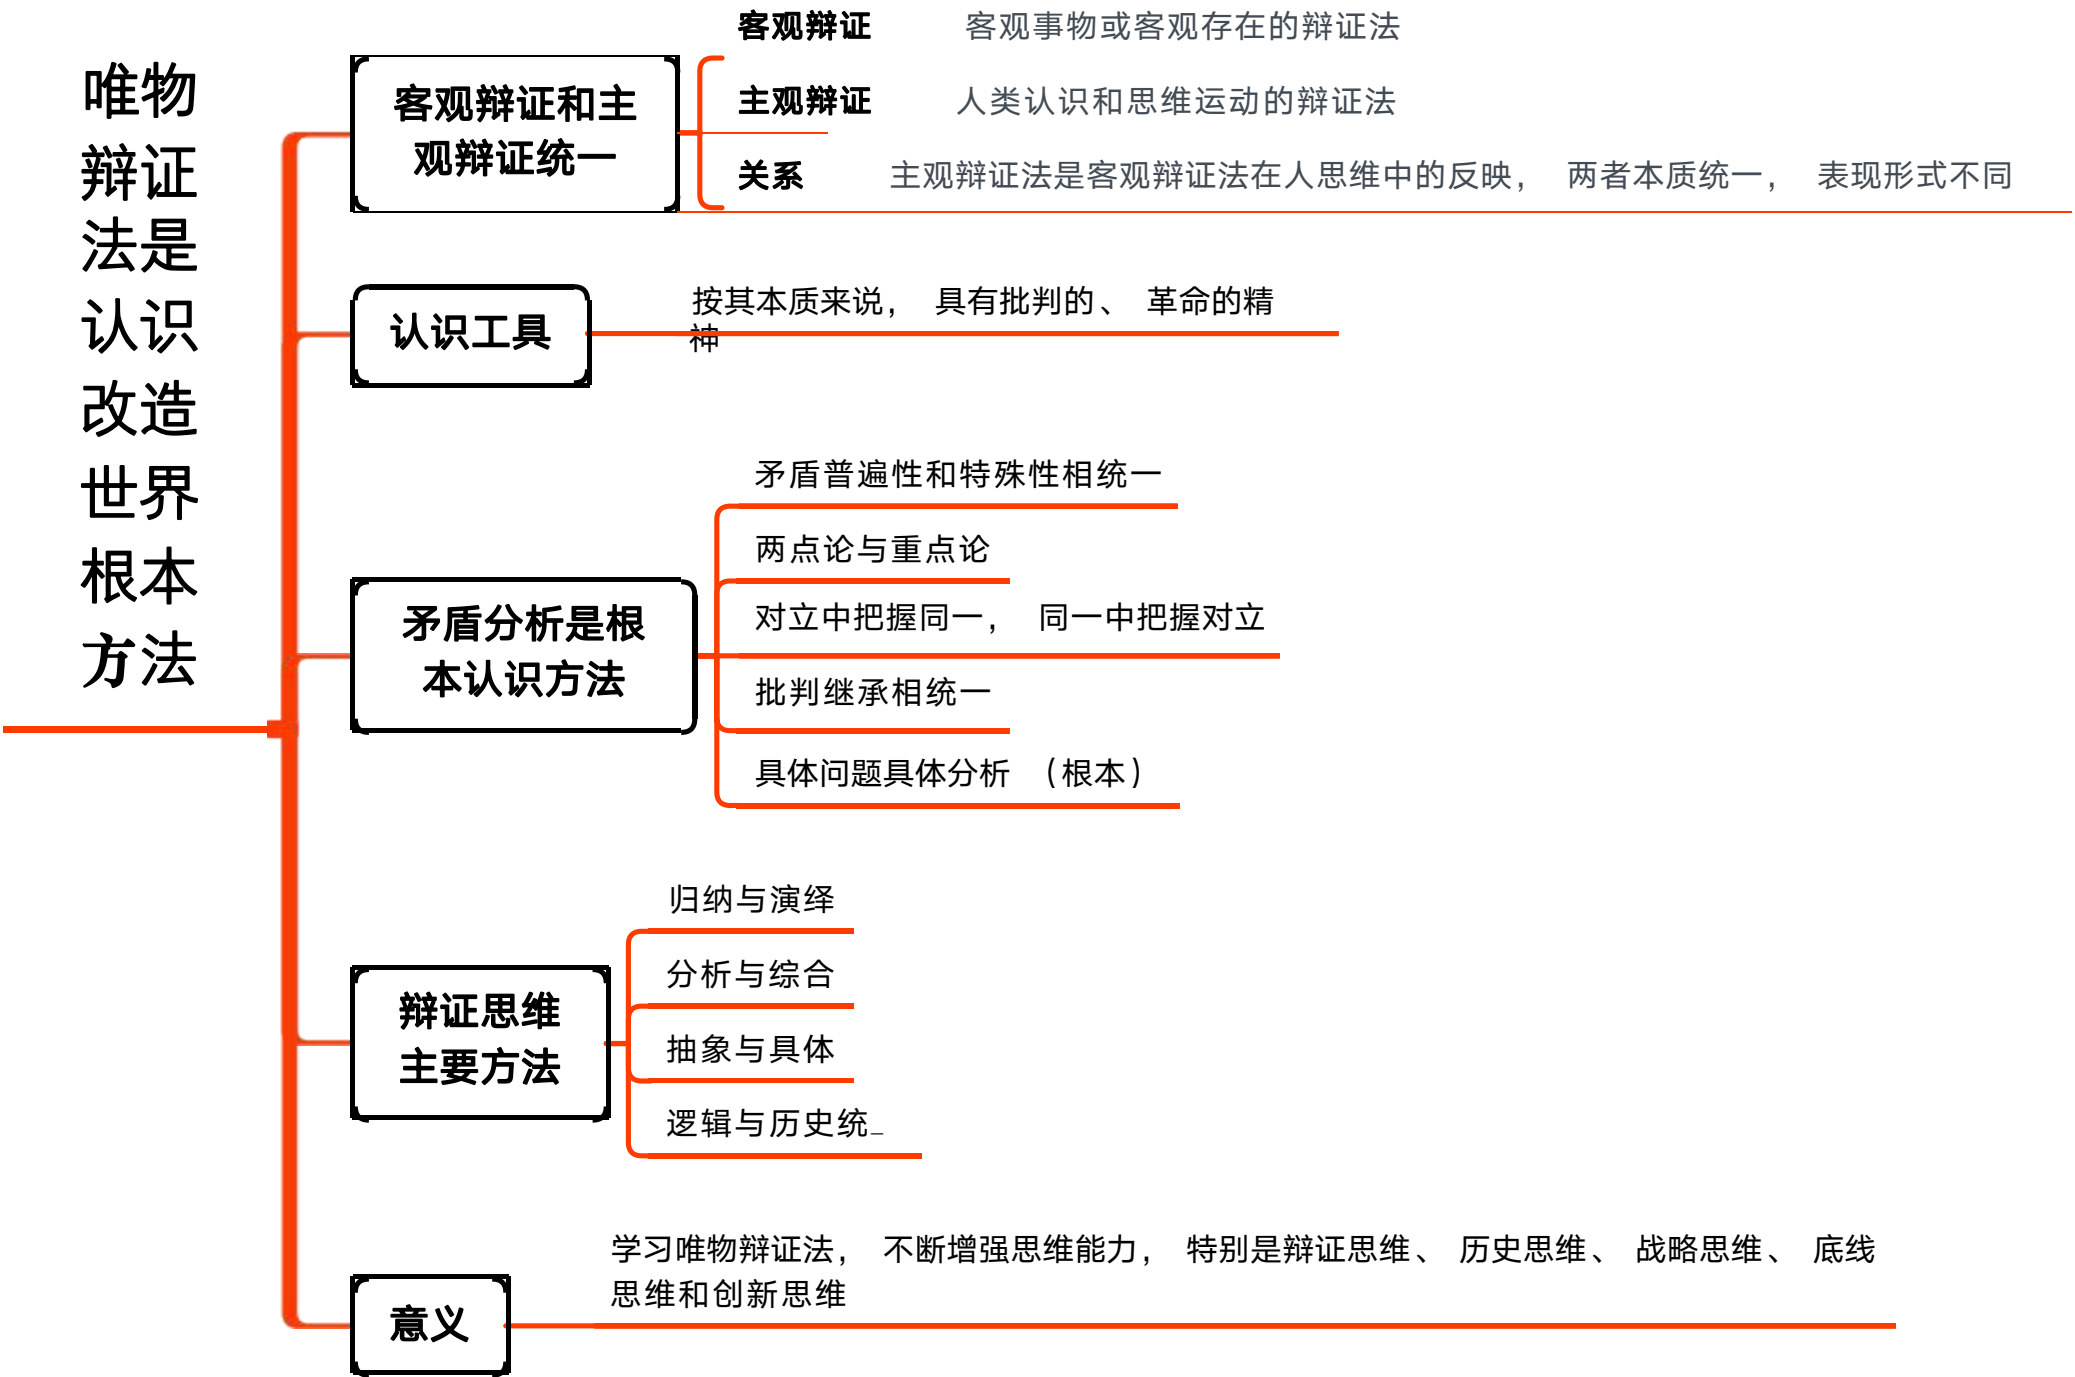 唯物
辩证
法是
认识
改造
世界
根本
方法
客观辩证和主
观辩证统一
客观辩证 客观事物或客观存在的辩证法
主观辩证 人类认识和思维运动的辩证法
关系 主观辩证法是客观辩证法在人思维中的反映， 两者本质统一， 表现形式不同
认识工具
按其本质来说， 具有批判的、 革命的精
神
矛盾分析是根
本认识方法
矛盾普遍性和特殊性相统一
两点论与重点论
对立中把握同一， 同一中把握对立
批判继承相统一
具体问题具体分析 （根本）
辩证思维
主要方法
归纳与演绎
分析与综合
抽象与具体
逻辑与历史统_
意义
学习唯物辩证法， 不断增强思维能力， 特别是辩证思维、 历史思维、 战略思维、 底线
思维和创新思维